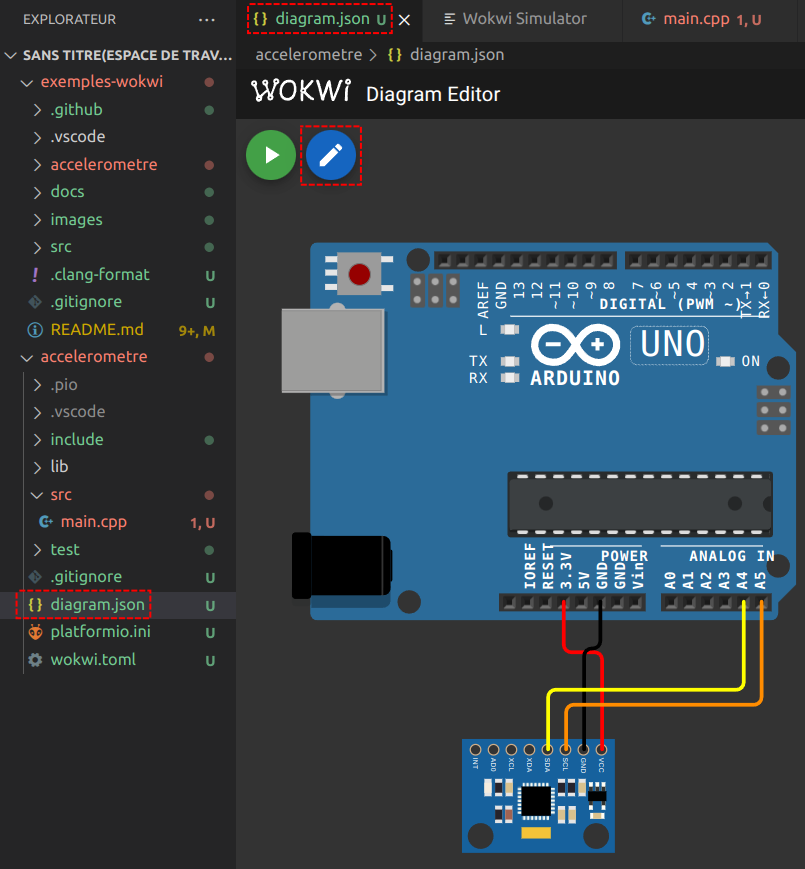 EXPLORATEUR ···
SANS TITRE(ESPACE DE TRAV...
exemples-wokwi
.github
.vscode
accelerometre
docs
images
src
! .clang-format U
.gitignore U
README.md 9+, M
accelerometre
.pio
.vscode
include
lib
src
main.cpp 1, U
test
.gitignore U
{} diagram.json U
platformio.ini U
wokwi.toml U
{} diagram.json U ×
Wokwi Simulator
main.cpp 1, U
accelerometre > {} diagram.json
WOKWI Diagram Editor
AREF GND 13 12 ~11 ~10 ~9 8 7 ~6 ~5 ~4 ~3 2 TX→1 RX←0
DIGITAL (PWM ~)
L
TX
RX
ARDUINO
UNO
ON
IOREF RESET 3.3V 5V GND GND Vin
POWER
ANALOG IN
A0 A1 A2 A3 A4 A5
INT AD0 XCL XDA SDA SCL GND VCC